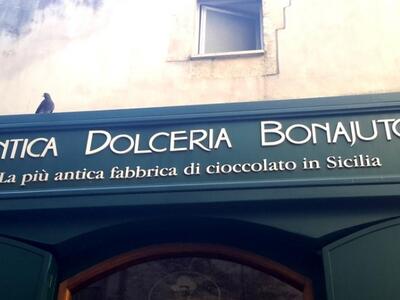 NTICA DOLCERIA BONAJUTO
La più antica fabbrica di cioccolato in Sicilia